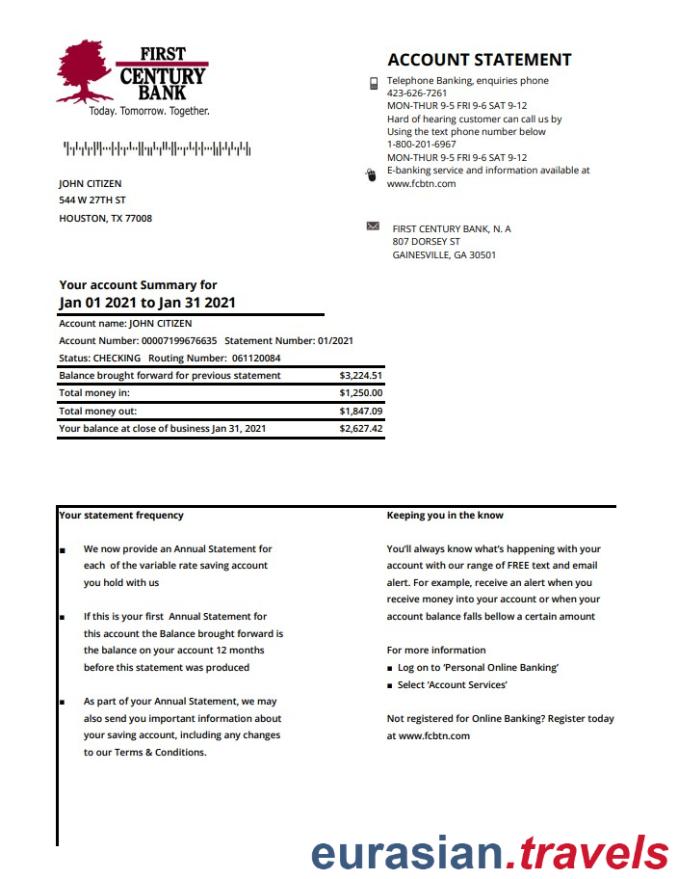 FIRST
CENTURY
BANK
Today. Tomorrow. Together.
JOHN CITIZEN
544 W 27TH ST
HOUSTON, TX 77008
ACCOUNT STATEMENT
Telephone Banking, enquiries phone
423-626-7261
MON-THUR 9-5 FRI 9-6 SAT 9-12
Hard of hearing customer can call us by
Using the text phone number below
1-800-201-6967
MON-THUR 9-5 FRI 9-6 SAT 9-12
E-banking service and information available at
www.fcbtn.com
FIRST CENTURY BANK, N. A
807 DORSEY ST
GAINESVILLE, GA 30501
Your account Summary for
Jan 01 2021 to Jan 31 2021
Account name: JOHN CITIZEN
Account Number: 00007199676635 Statement Number: 01/2021
Status: CHECKING Routing Number: 061120084
Balance brought forward for previous statement $3,224.51
Total money in: $1,250.00
Total money out: $1,847.09
Your balance at close of business Jan 31, 2021 $2,627.42
Your statement frequency
We now provide an Annual Statement for
each of the variable rate saving account
you hold with us
If this is your first Annual Statement for
this account the Balance brought forward is
the balance on your account 12 months
before this statement was produced
As part of your Annual Statement, we may
also send you important information about
your saving account, including any changes
to our Terms & Conditions.
Keeping you in the know
You'll always know what's happening with your
account with our range of FREE text and email
alert. For example, receive an alert when you
receive money into your account or when your
account balance falls bellow a certain amount
For more information
Log on to 'Personal Online Banking'
Select 'Account Services'
Not registered for Online Banking? Register today
at www.fcbtn.com
eurasian.travels